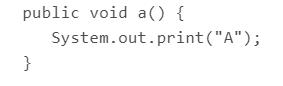 public void a() {
   System.out.print("A");
}